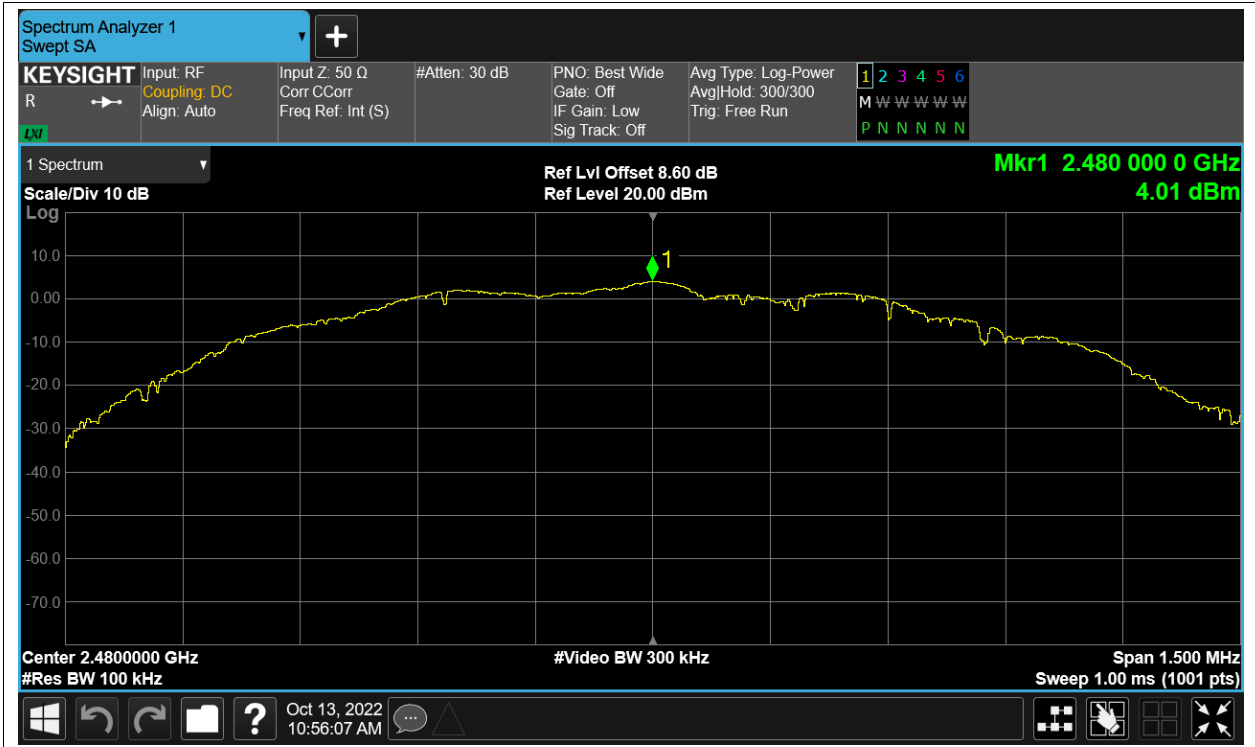 Spectrum Analyzer 1
Swept SA
KEYSIGHT
R
LXI
Input: RF
Coupling: DC
Align: Auto
Input Z: 50 Ω
Corr CCorr
Freq Ref: Int (S)
#Atten: 30 dB
PNO: Best Wide
Gate: Off
IF Gain: Low
Sig Track: Off
Avg Type: Log-Power
Avg|Hold: 300/300
Trig: Free Run
1 2 3 4 5 6
M W W W W W
P N N N N N
1 Spectrum
Scale/Div 10 dB
Log
Ref Lvl Offset 8.60 dB
Ref Level 20.00 dBm
Mkr1 2.480 000 0 GHz
4.01 dBm
1
10.0
0.00
-10.0
-20.0
-30.0
-40.0
-50.0
-60.0
-70.0
Center 2.4800000 GHz
#Res BW 100 kHz
#Video BW 300 kHz
Span 1.500 MHz
Sweep 1.00 ms (1001 pts)
?
Oct 13, 2022
10:56:07 AM